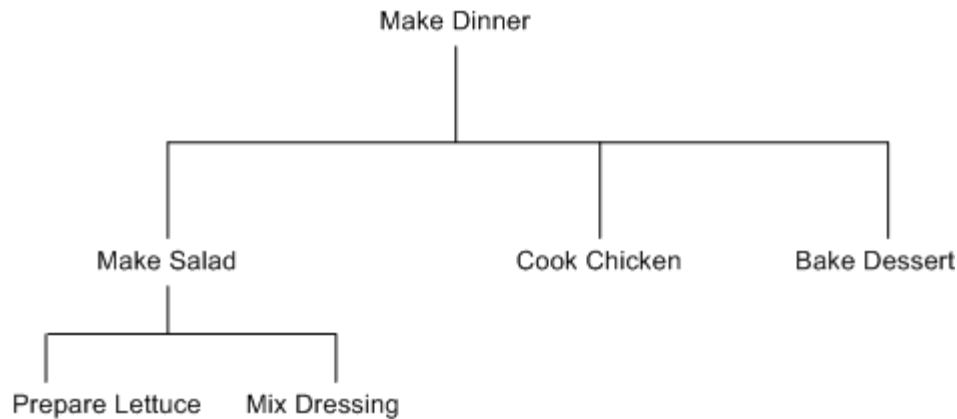 Make Dinner
Make Salad
Cook Chicken
Bake Dessert
Prepare Lettuce
Mix Dressing